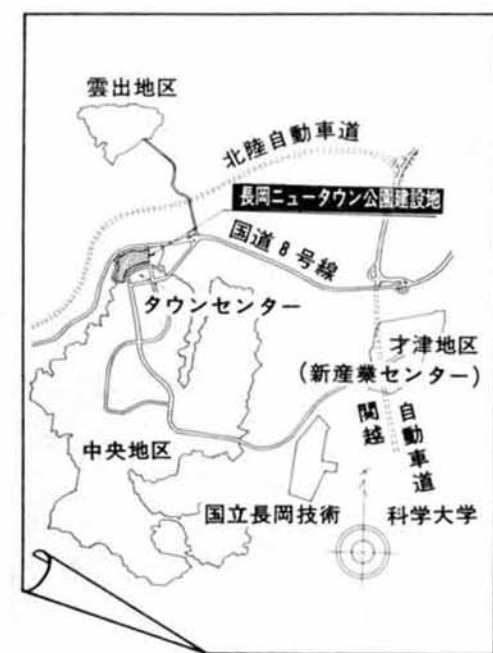 雲出地区
北陸自動車道
長岡ニュータウン公園建設地
国道8号線
タウンセンター
才津地区
(新産業センター)
関越
自動車道
中央地区
国立長岡技術 科学大学